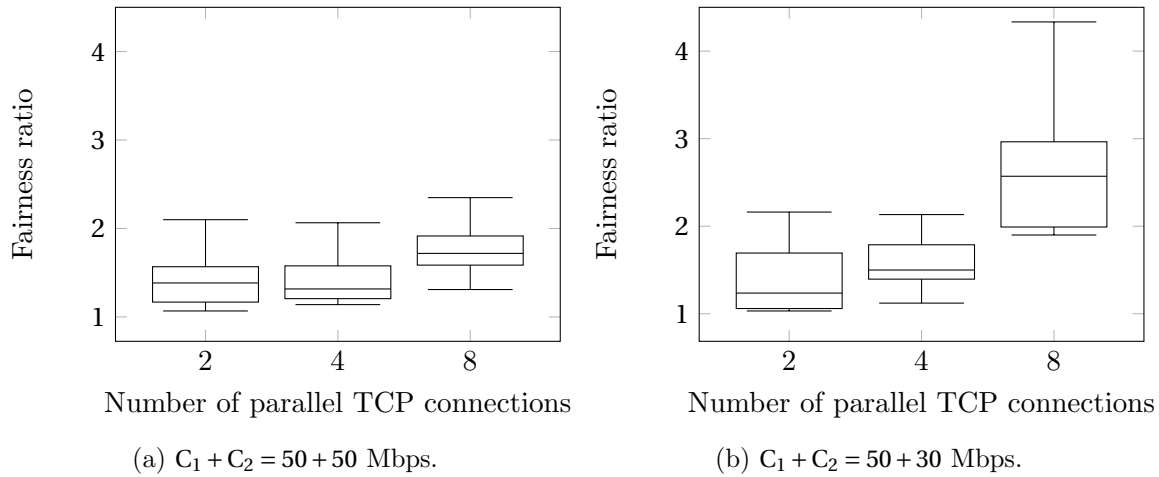 4
3
2
1
Fairness ratio
2 4 8
Number of parallel TCP connections
(a) C₁ + C₂ = 50 + 50 Mbps.
4
3
2
1
Fairness ratio
2 4 8
Number of parallel TCP connections
(b) C₁ + C₂ = 50 + 30 Mbps.